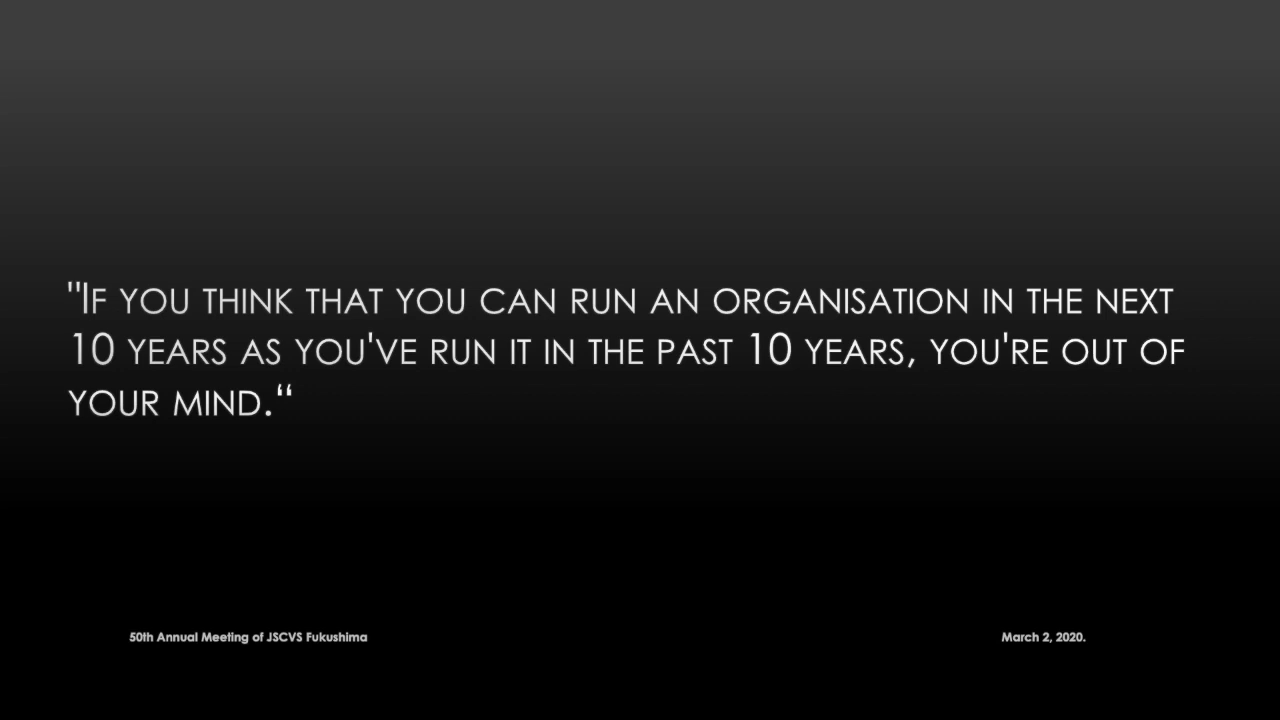 "If you think that you can run an organisation in the next
10 years as you've run it in the past 10 years, you're out of
your mind.“
50th Annual Meeting of JSCVS Fukushima
March 2, 2020.